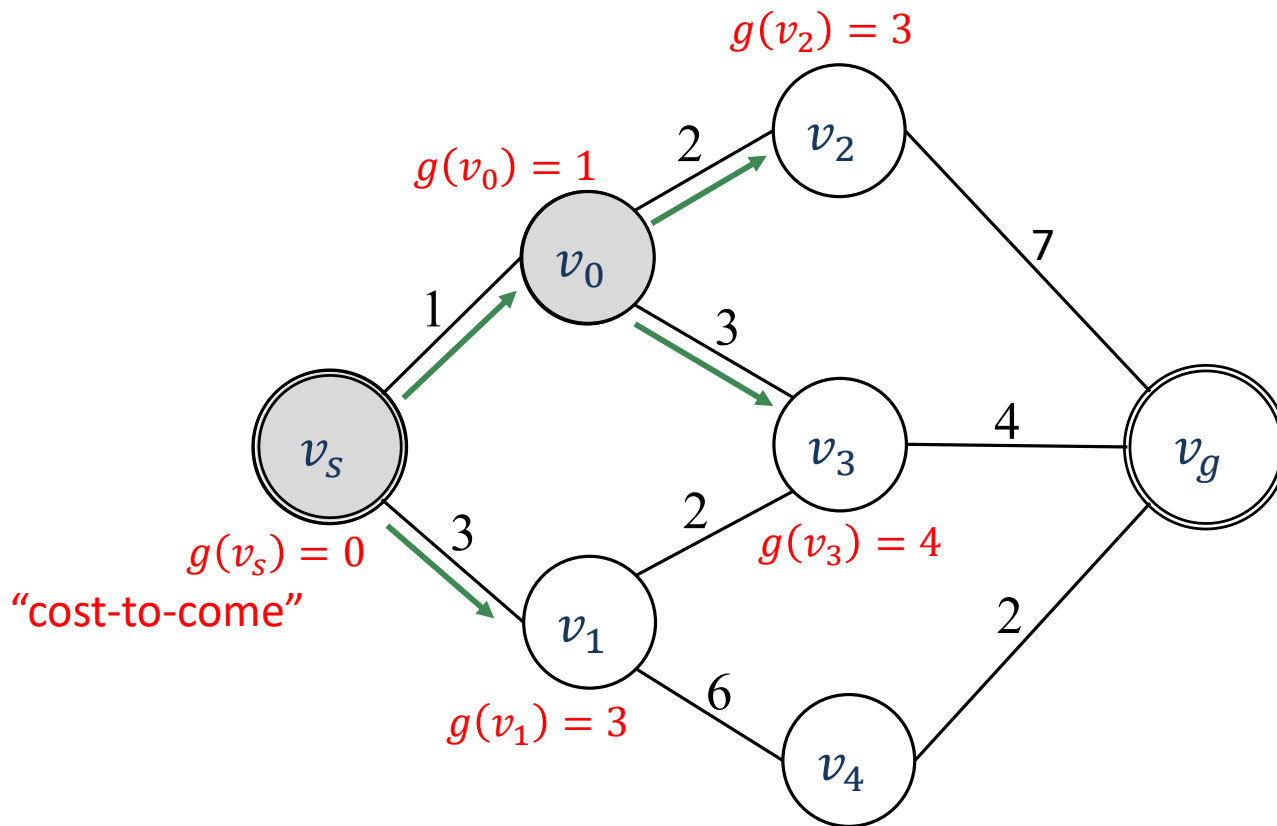 g(v₂) = 3
2
v₂
g(v₀) = 1
v₀
7
1
3
v_s
v₃
4
v_g
3
2
g(v_s) = 0
g(v₃) = 4
“cost-to-come”
v₁
2
6
g(v₁) = 3
v₄